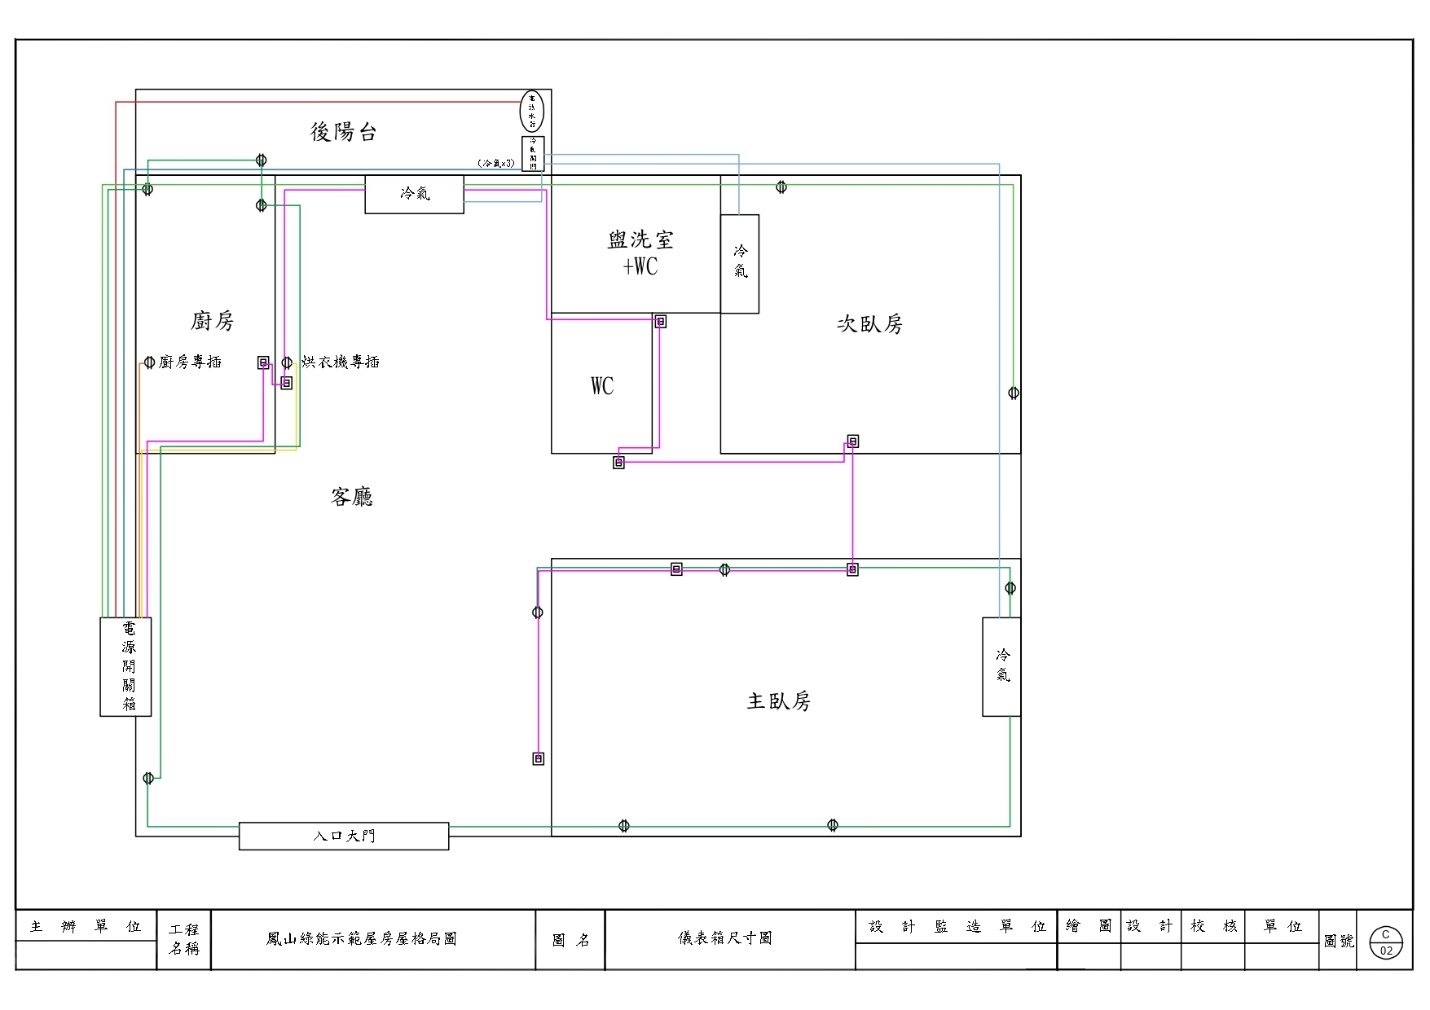 後陽台
(冷氣x3)
冷氣
盥洗室
+WC
冷
氣
次臥房
廚房
廚房專插
烘衣機專插
WC
客廳
電
源
開
關
箱
主臥房
冷
氣
入口大門
主辦單位
工程
名稱
鳳山綠能示範屋房屋格局圖
圖名
儀表箱尺寸圖
設計監造單位
繪圖
設計
校核
單位
圖號
C
02